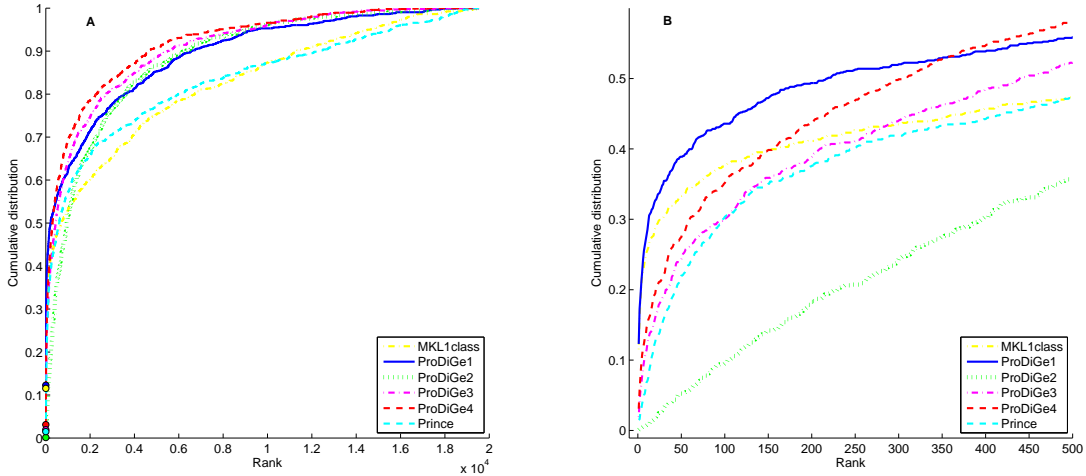 A
Cumulative distribution
1
0.9
0.8
0.7
0.6
0.5
0.4
0.3
0.2
0.1
0
MKL1class
ProDiGe1
ProDiGe2
ProDiGe3
ProDiGe4
Prince
0 0.2 0.4 0.6 0.8 1 1.2 1.4 1.6 1.8 2
Rank
x 10^4
B
Cumulative distribution
0.5
0.4
0.3
0.2
0.1
0
MKL1class
ProDiGe1
ProDiGe2
ProDiGe3
ProDiGe4
Prince
0 50 100 150 200 250 300 350 400 450 500
Rank